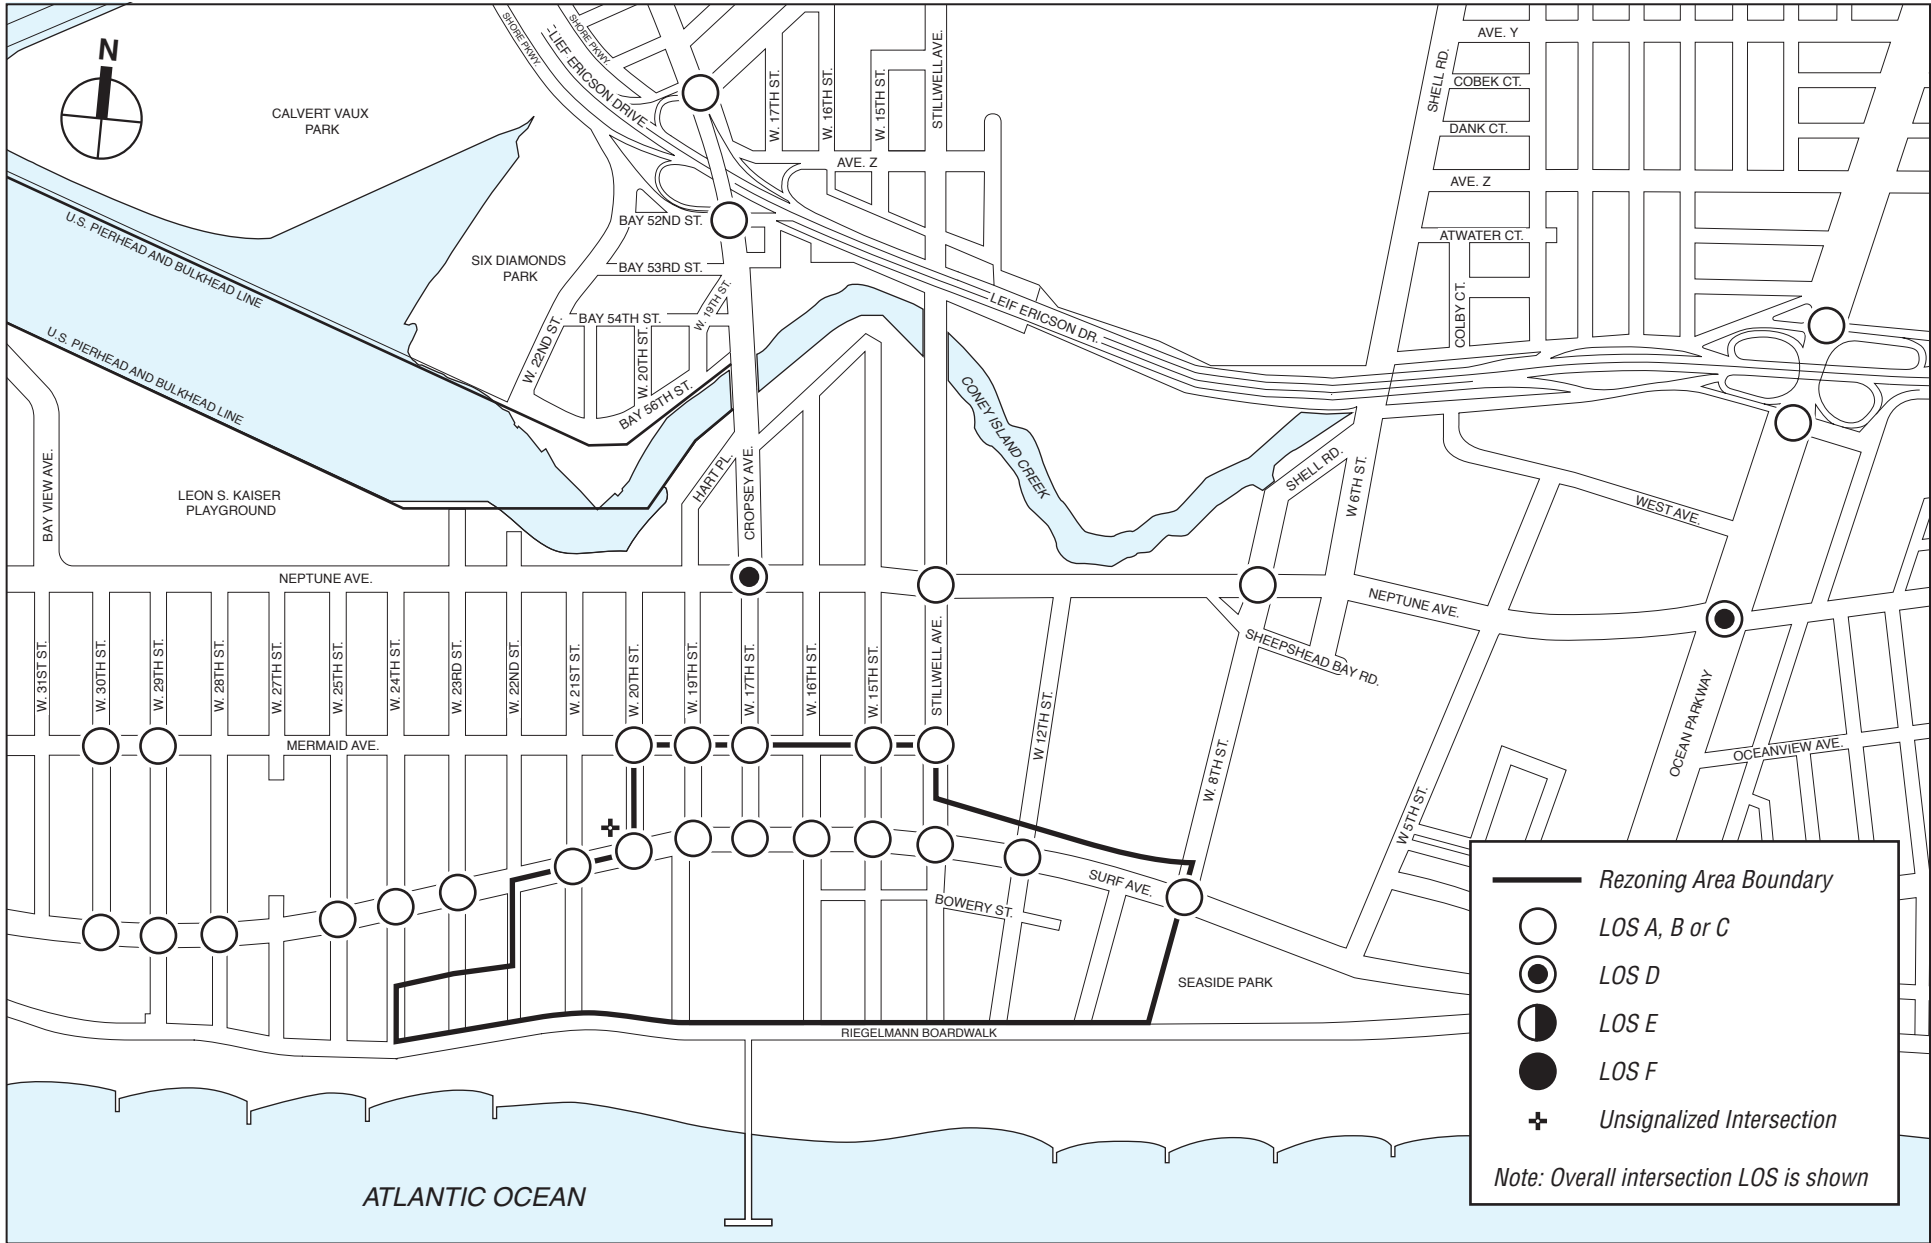 N
CALVERT VAUX
PARK
SHORE PKWY.
SHORE PKWY.
LEIF ERICSON DRIVE
W. 17TH ST.
W. 16TH ST.
W. 15TH ST.
STILLWELL AVE.
SHELL RD.
AVE. Y
COBEK CT.
DANK CT.
AVE. Z
AVE. Z
ATWATER CT.
COLBY CT.
U.S. PIERHEAD AND BULKHEAD LINE
U.S. PIERHEAD AND BULKHEAD LINE
SIX DIAMONDS
PARK
BAY 52ND ST.
BAY 53RD ST.
BAY 54TH ST.
W. 19TH ST.
W. 22ND ST.
W. 20TH ST.
BAY 56TH ST.
LEIF ERICSON DR.
CONEY ISLAND CREEK
BAY VIEW AVE.
LEON S. KAISER
PLAYGROUND
HART PL.
CROPSEY AVE.
SHELL RD.
W 6TH ST.
WEST AVE.
NEPTUNE AVE.
NEPTUNE AVE.
SHEEPSHEAD BAY RD.
W. 31ST ST.
W. 30TH ST.
W. 29TH ST.
W. 28TH ST.
W. 27TH ST.
W. 25TH ST.
W. 24TH ST.
W. 23RD ST.
W. 22ND ST.
W. 21ST ST.
W. 20TH ST.
W. 19TH ST.
W. 17TH ST.
W. 16TH ST.
W. 15TH ST.
STILLWELL AVE.
W 12TH ST.
W. 8TH ST.
W 5TH ST.
OCEAN PARKWAY
OCEANVIEW AVE.
MERMAID AVE.
SURF AVE.
BOWERY ST.
SEASIDE PARK
RIEGELMANN BOARDWALK
ATLANTIC OCEAN
Rezoning Area Boundary
LOS A, B or C
LOS D
LOS E
LOS F
Unsignalized Intersection
Note: Overall intersection LOS is shown